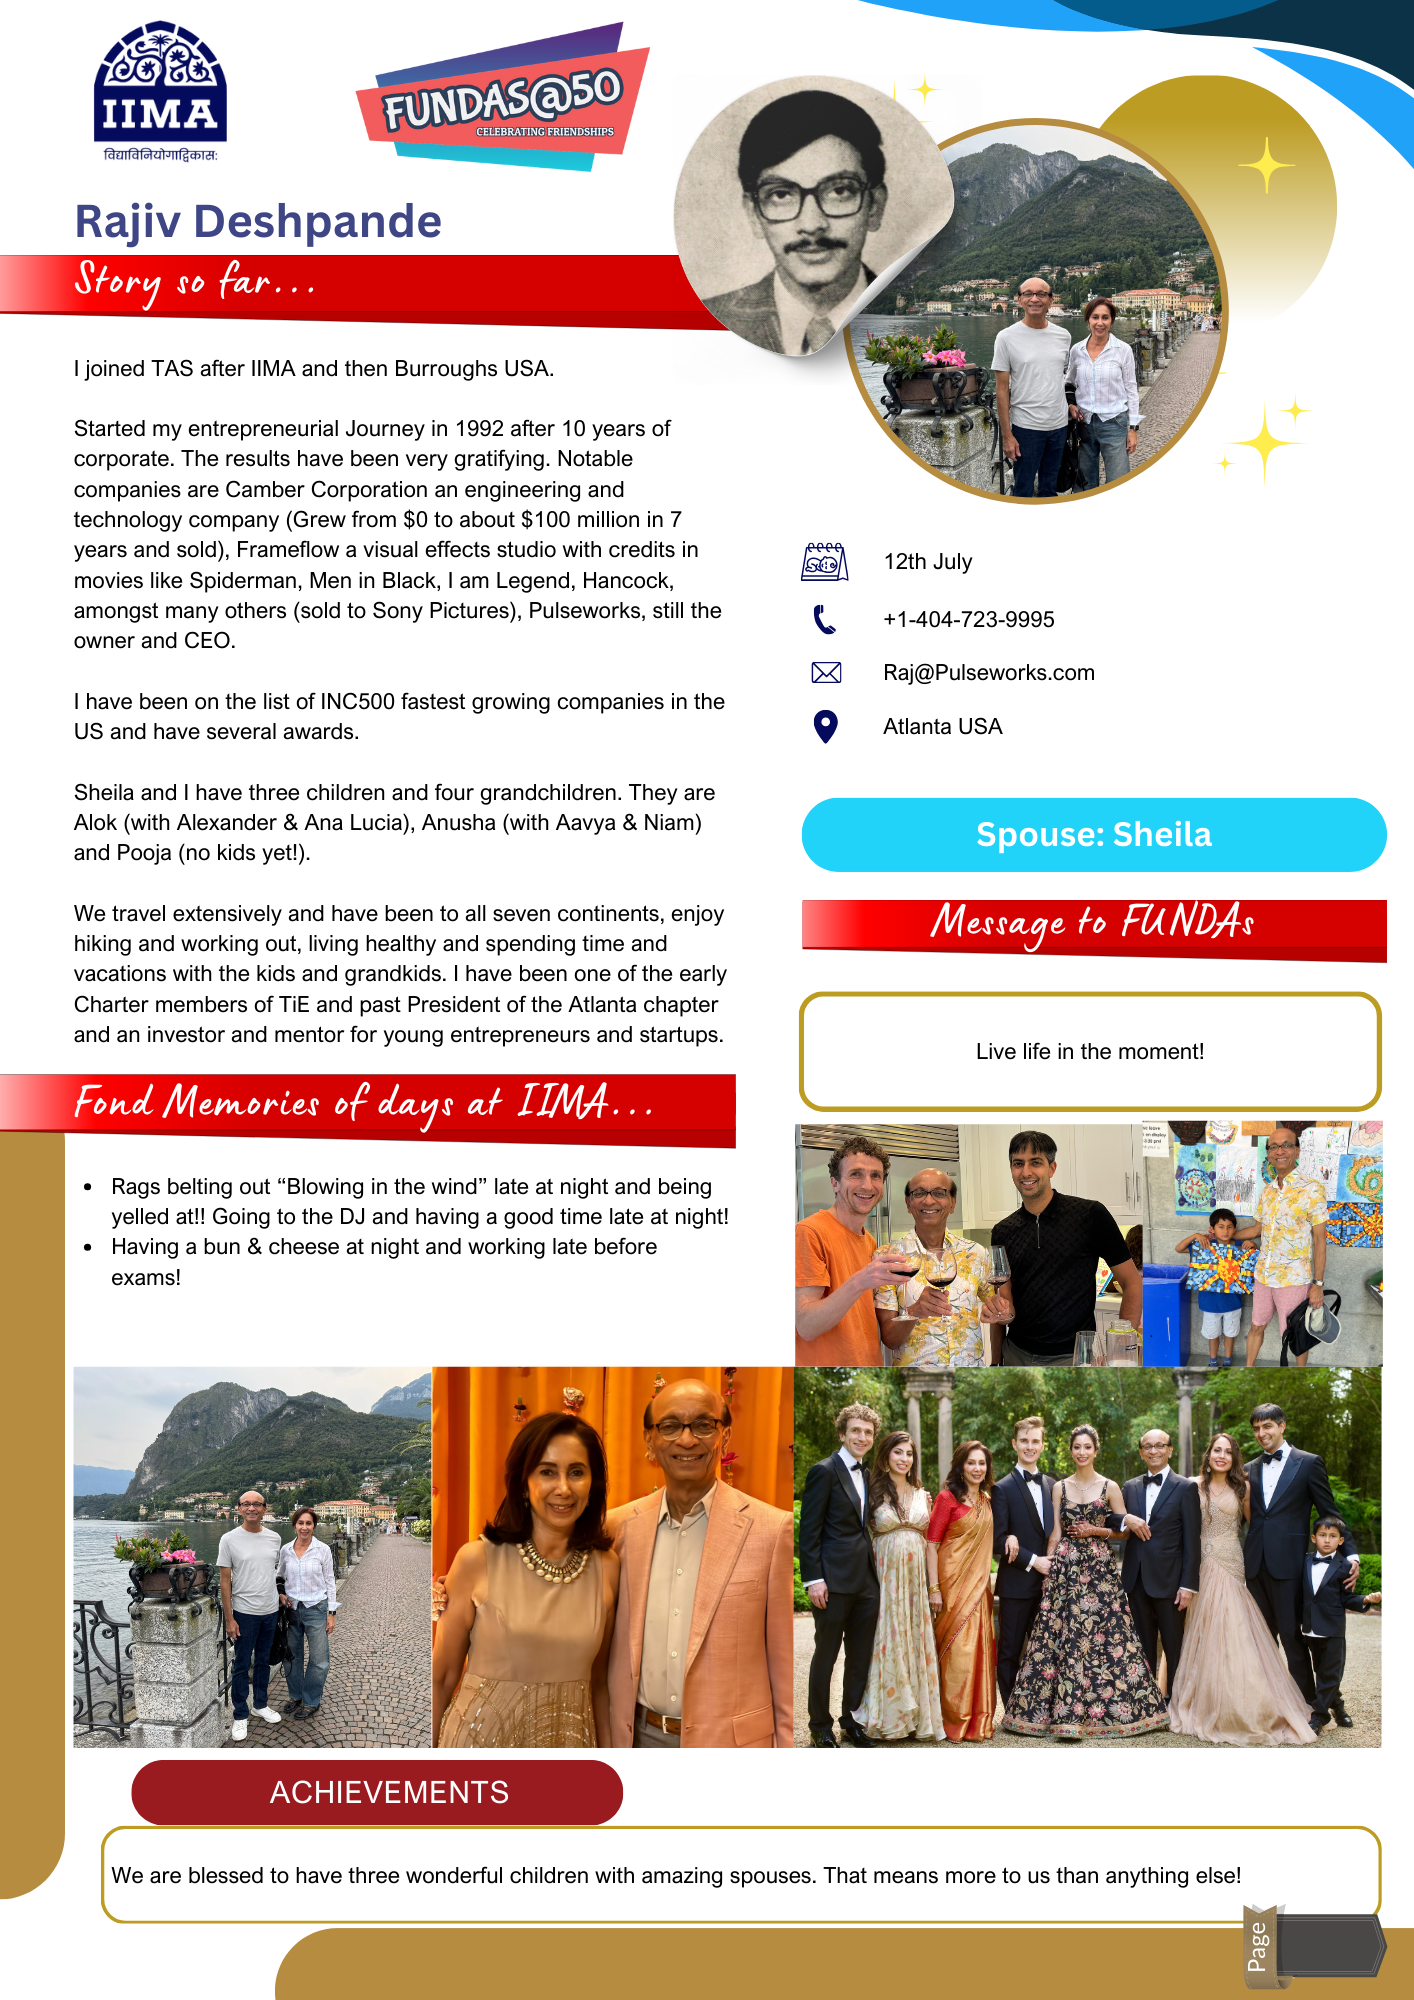 IIMA
विद्याविनियोगाद्विकास:
FUNDAS@50
CELEBRATING FRIENDSHIPS
Rajiv Deshpande
Story so far...
I joined TAS after IIMA and then Burroughs USA.
Started my entrepreneurial Journey in 1992 after 10 years of
corporate. The results have been very gratifying. Notable
companies are Camber Corporation an engineering and
technology company (Grew from $0 to about $100 million in 7
years and sold), Frameflow a visual effects studio with credits in
movies like Spiderman, Men in Black, I am Legend, Hancock,
amongst many others (sold to Sony Pictures), Pulseworks, still the
owner and CEO.
I have been on the list of INC500 fastest growing companies in the
US and have several awards.
Sheila and I have three children and four grandchildren. They are
Alok (with Alexander & Ana Lucia), Anusha (with Aavya & Niam)
and Pooja (no kids yet!).
We travel extensively and have been to all seven continents, enjoy
hiking and working out, living healthy and spending time and
vacations with the kids and grandkids. I have been one of the early
Charter members of TiE and past President of the Atlanta chapter
and an investor and mentor for young entrepreneurs and startups.
Fond Memories of days at IIMA...
• Rags belting out “Blowing in the wind” late at night and being
yelled at!! Going to the DJ and having a good time late at night!
• Having a bun & cheese at night and working late before
exams!
12th July
+1-404-723-9995
Raj@Pulseworks.com
Atlanta USA
Spouse: Sheila
Message to FUNDAs
Live life in the moment!
ACHIEVEMENTS
We are blessed to have three wonderful children with amazing spouses. That means more to us than anything else!
Page